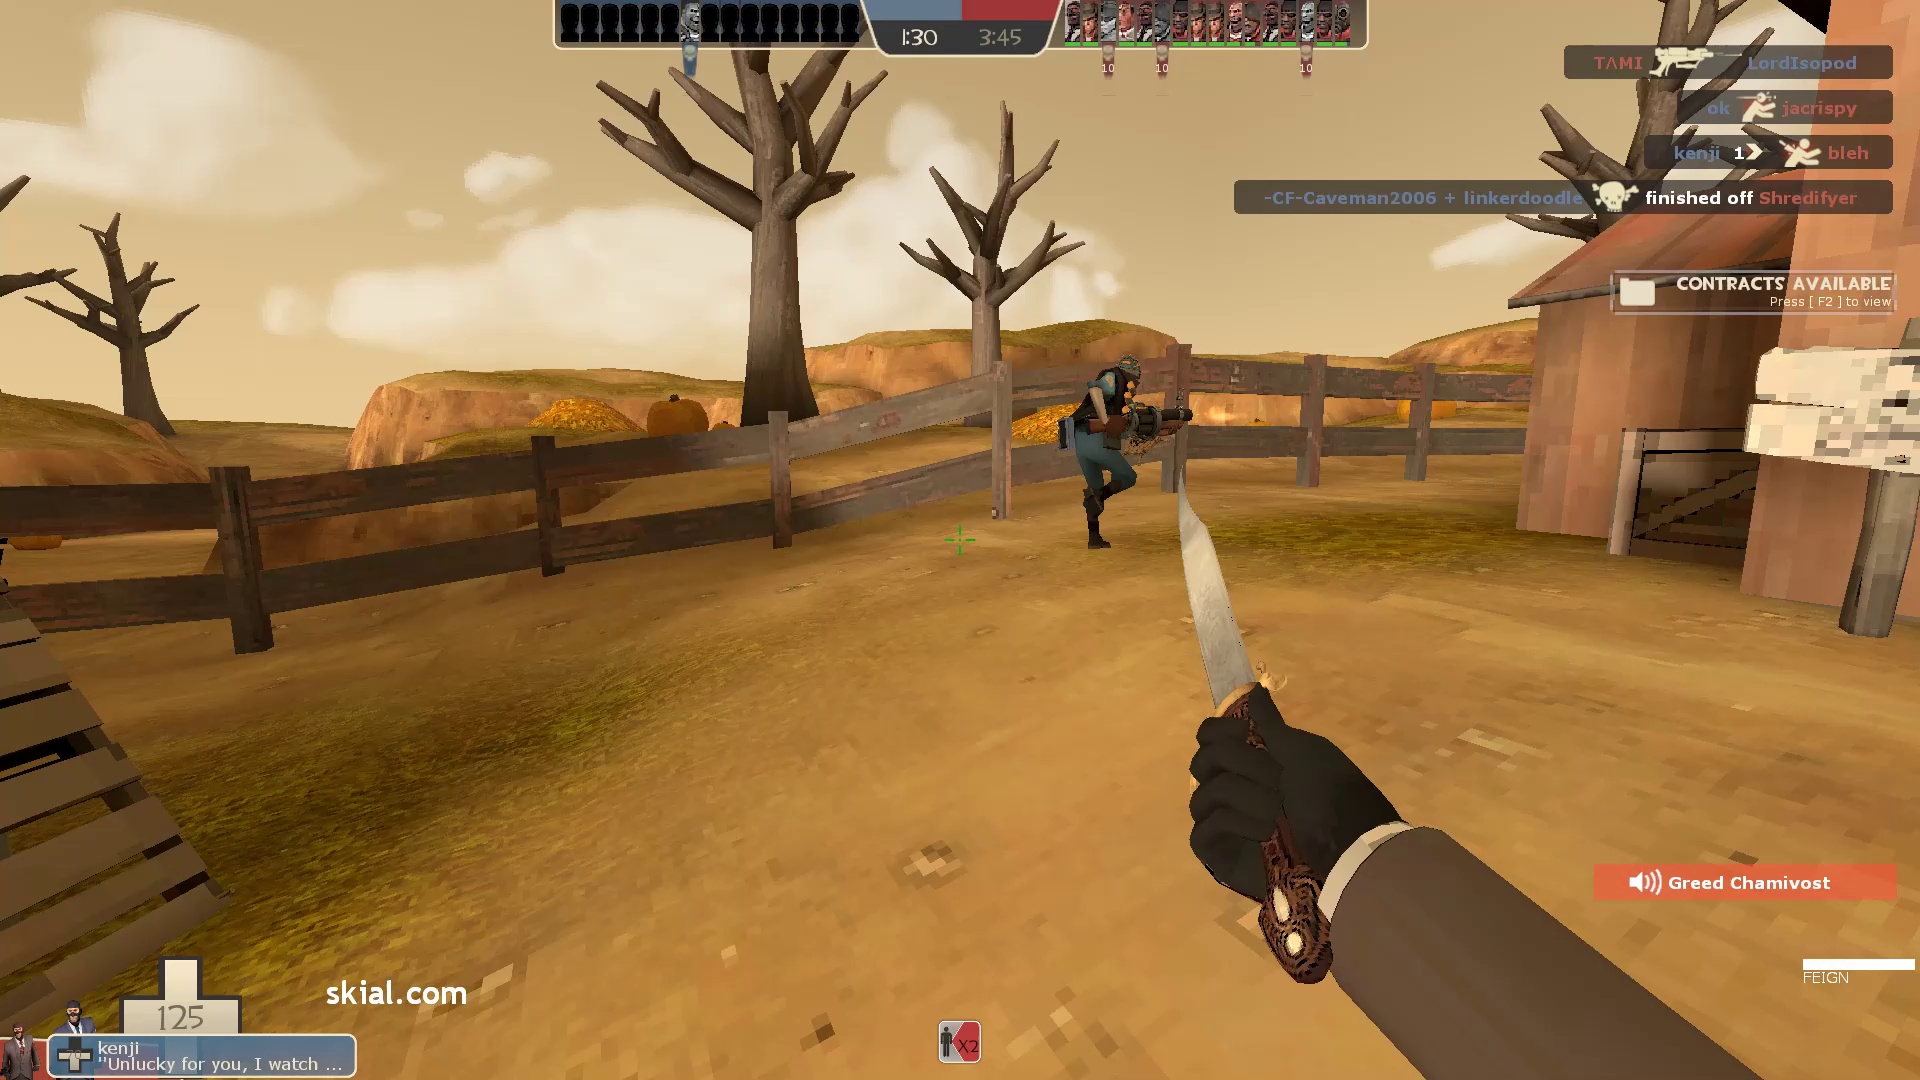 1:30
3:45
10
10
10
TΛMI LordIsopod
ok jacrispy
kenji 1 bleh
-CF-Caveman2006 + linkerdoodle finished off Shredifyer
CONTRACTS AVAILABLE
Press [ F2 ] to view
Greed Chamivost
FEIGN
skial.com
125
kenji
"Unlucky for you, I watch ...
X2